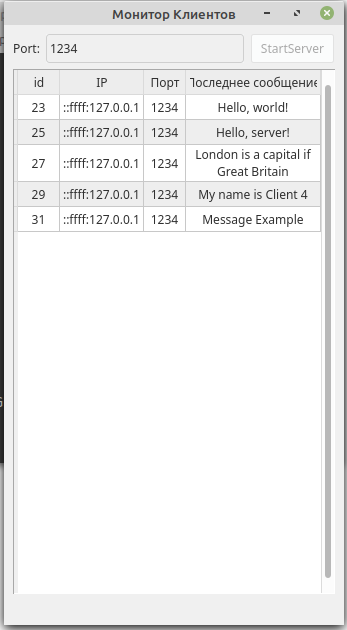 Монитор Клиентов
Port: 1234 StartServer
id IP Порт Последнее сообщение
23 ::ffff:127.0.0.1 1234 Hello, world!
25 ::ffff:127.0.0.1 1234 Hello, server!
27 ::ffff:127.0.0.1 1234 London is a capital if
Great Britain
29 ::ffff:127.0.0.1 1234 My name is Client 4
31 ::ffff:127.0.0.1 1234 Message Example